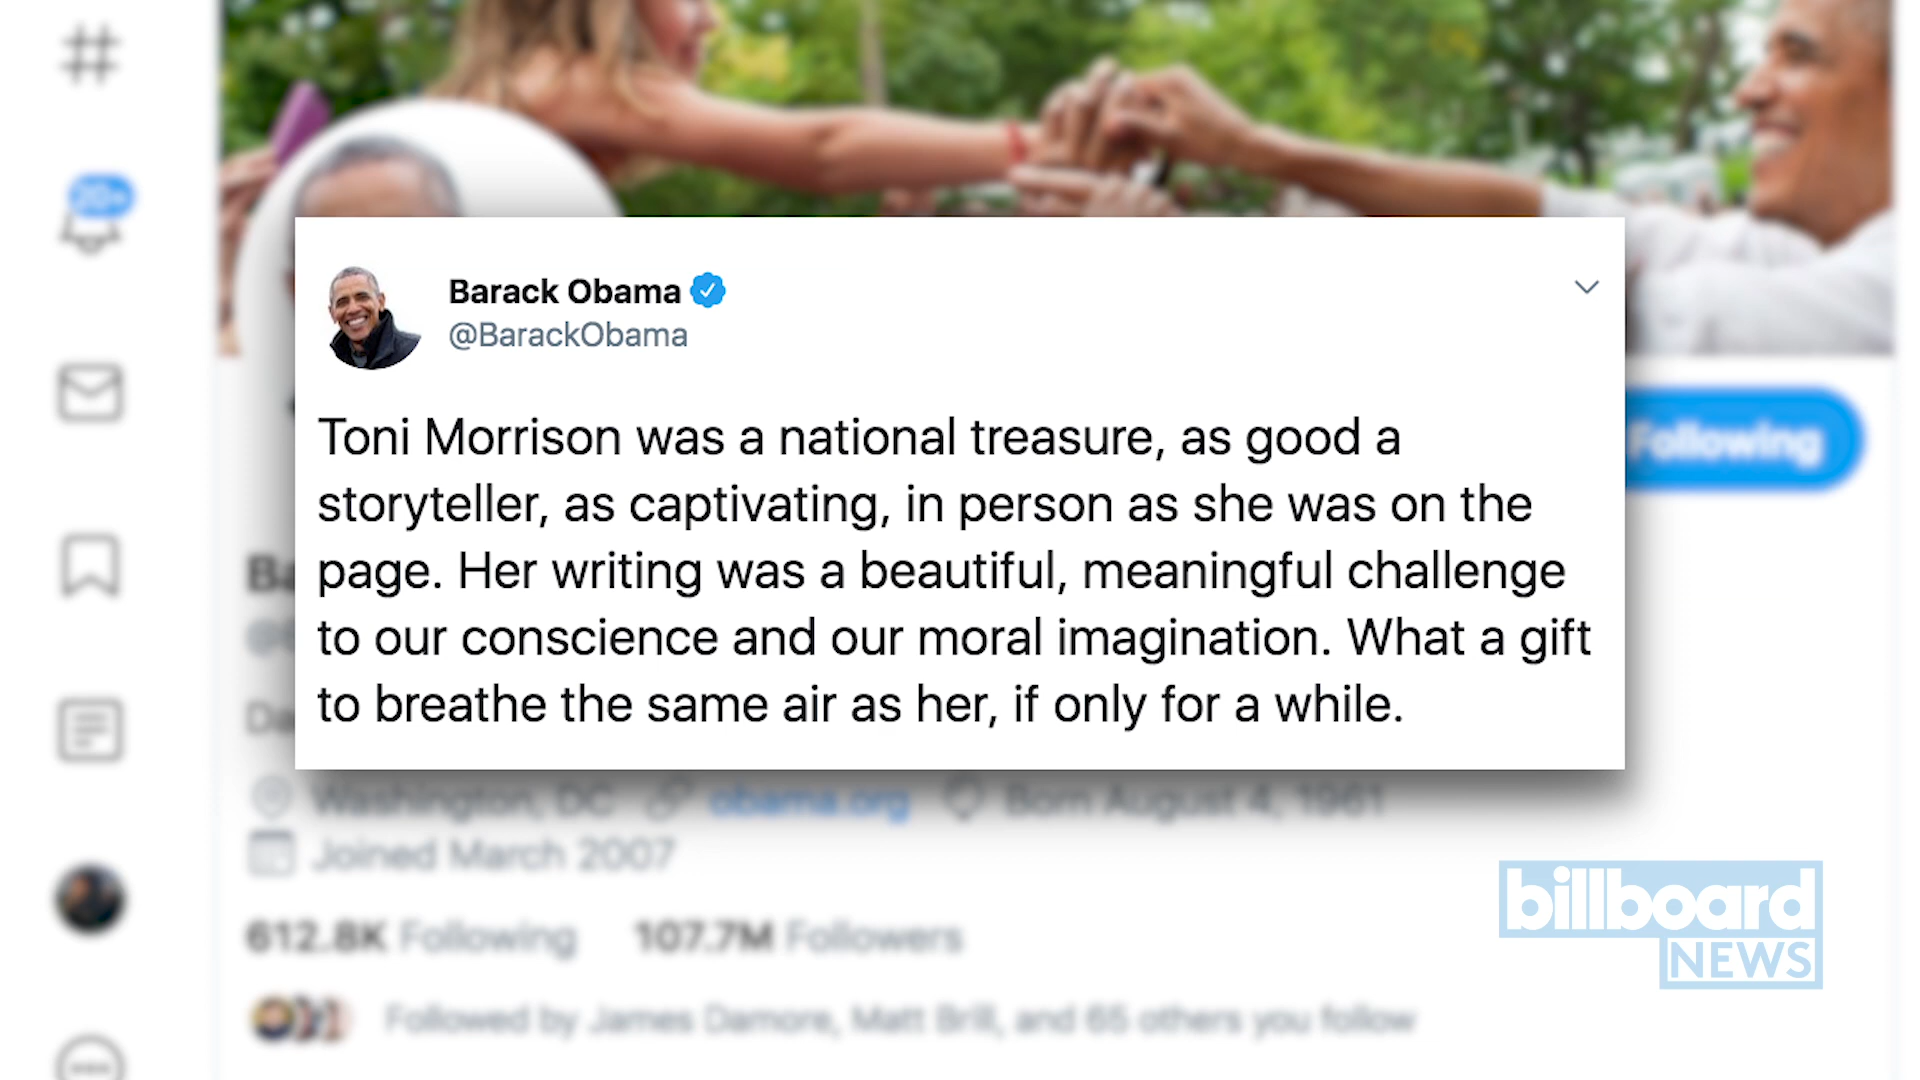 20+
Barack Obama
@BarackObama
Toni Morrison was a national treasure, as good a
storyteller, as captivating, in person as she was on the
page. Her writing was a beautiful, meaningful challenge
to our conscience and our moral imagination. What a gift
to breathe the same air as her, if only for a while.
Following
Washington, DC obama.org Born August 4, 1961
Joined March 2007
612.8K Following 107.7M Followers
Followed by James Damore, Matt Brill, and 65 others you follow
billboard
NEWS